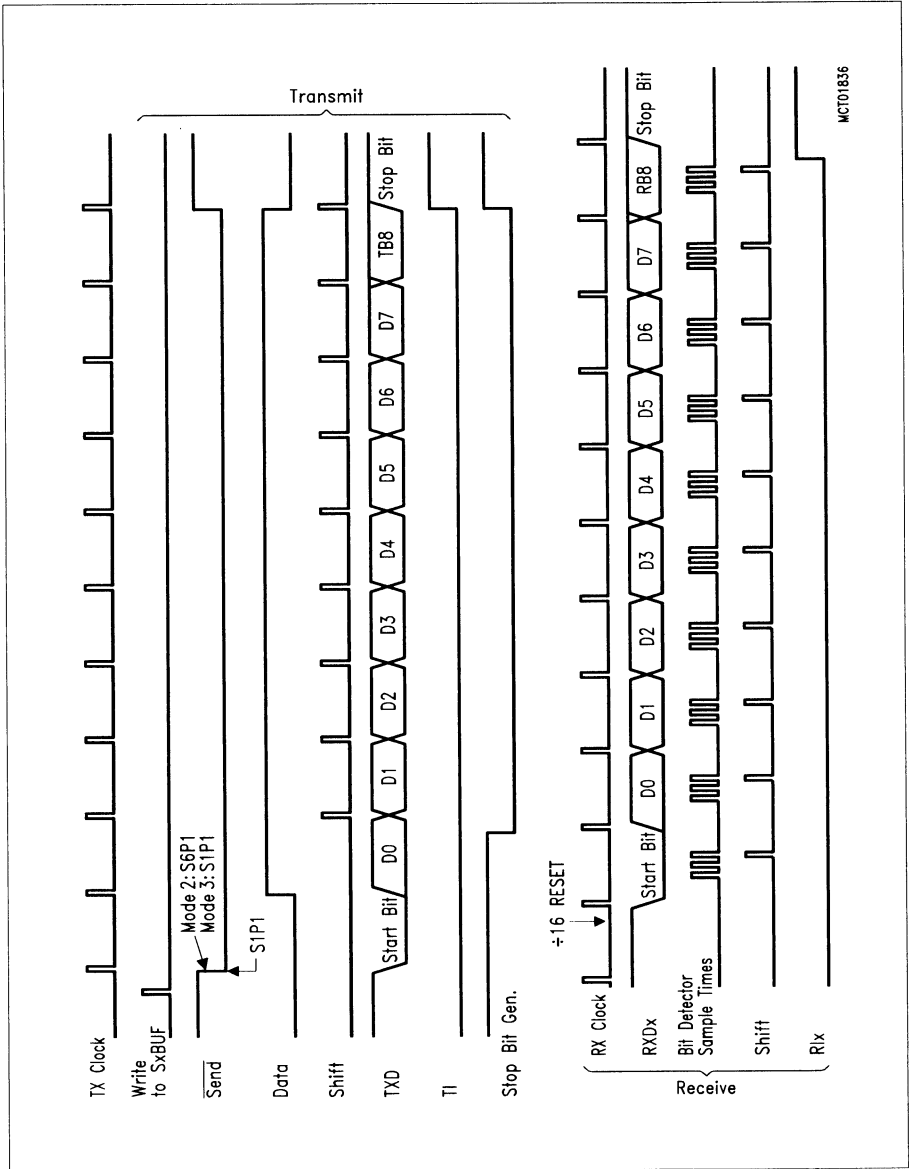 Transmit
TX Clock
Write
to SxBUF
Send
Mode 2: S6P1
Mode 3: S1P1
S1P1
Data
Shift
TXD
Start Bit D0 D1 D2 D3 D4 D5 D6 D7 TB8 Stop Bit
TI
Stop Bit Gen.
÷16 RESET
RX Clock
RXDx
Start Bit D0 D1 D2 D3 D4 D5 D6 D7 RB8 Stop Bit
Bit Detector
Sample Times
Shift
RIx
Receive
MCT01836